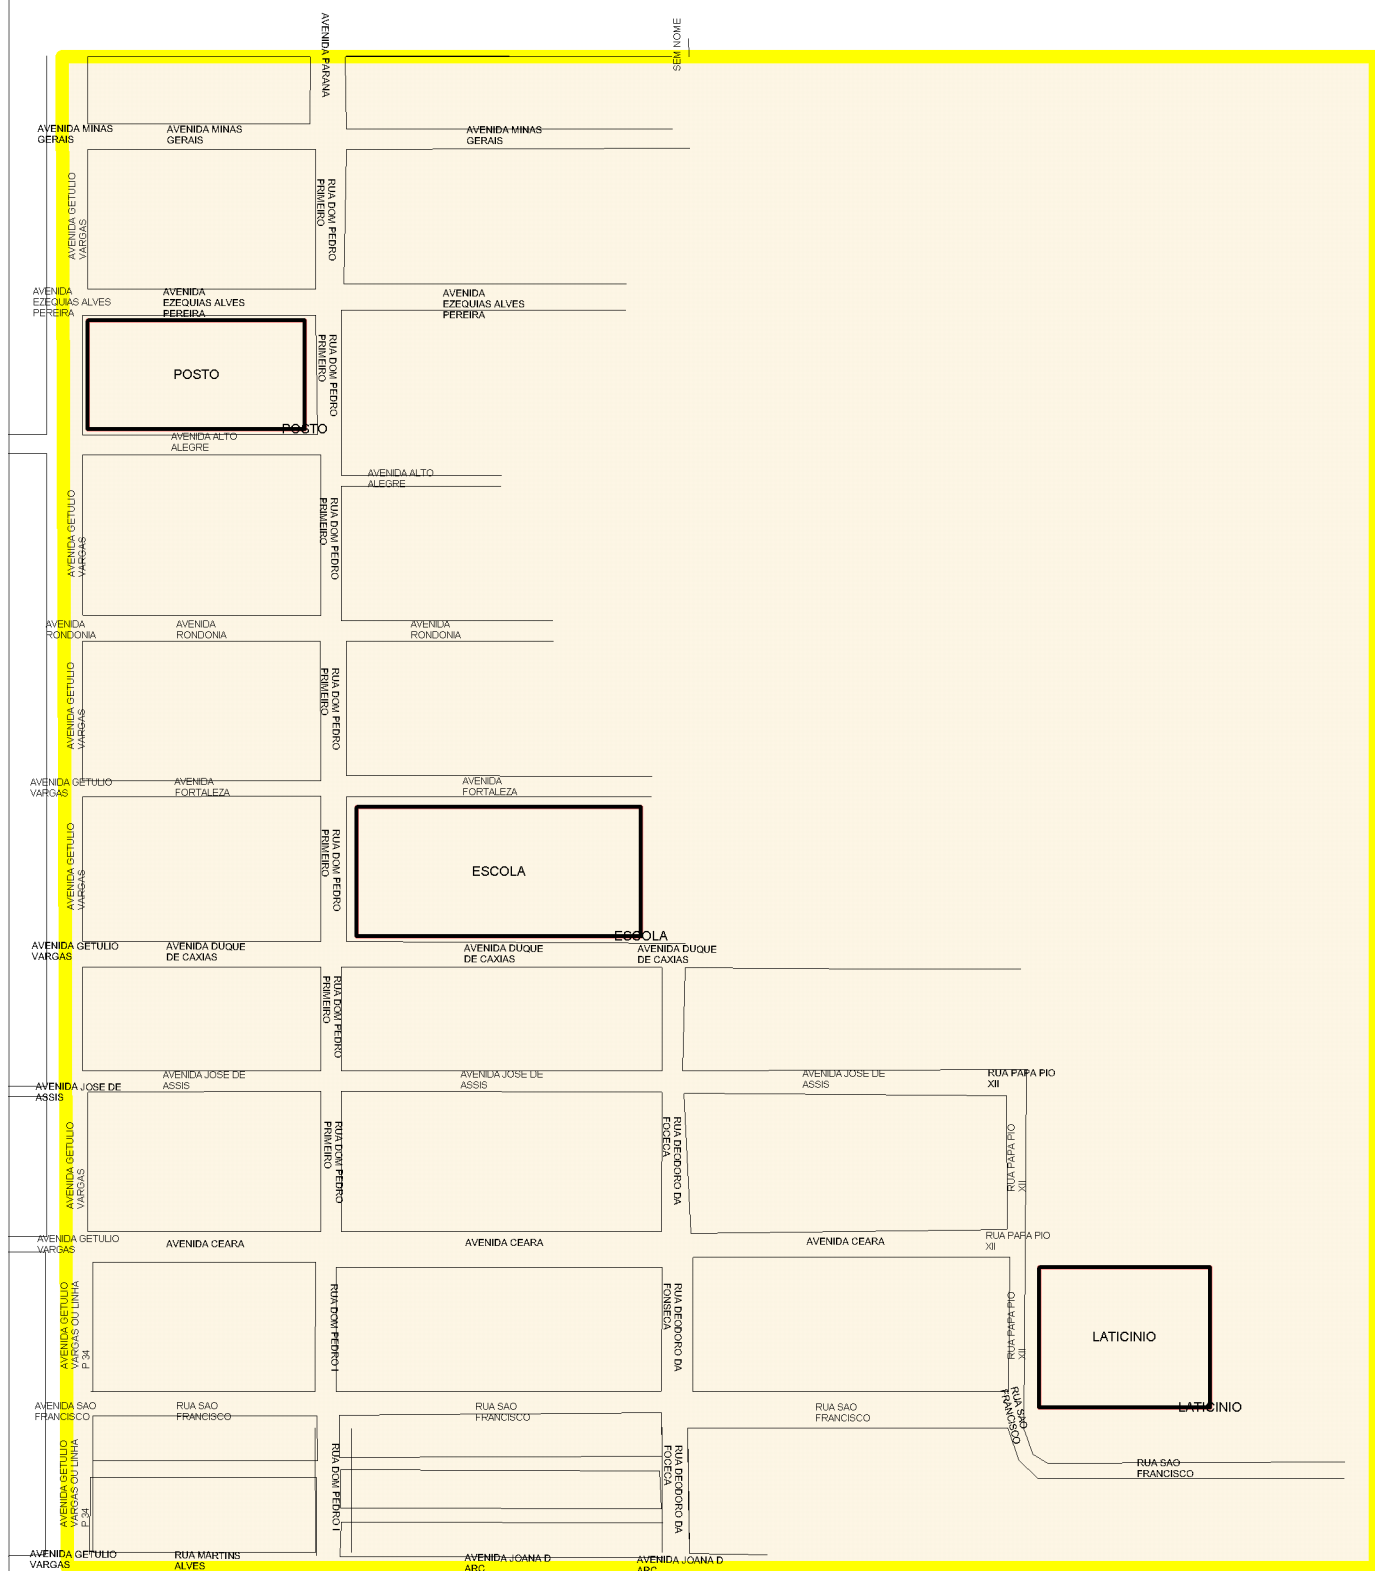 AVENIDA PARANA
SEM NOME
AVENIDA MINAS
GERAIS
AVENIDA MINAS
GERAIS
AVENIDA MINAS
GERAIS
AVENIDA GETULIO
VARGAS
RUA DOM PEDRO
PRIMEIRO
AVENIDA
EZEQUIAS ALVES
PEREIRA
AVENIDA
EZEQUIAS ALVES
PEREIRA
AVENIDA
EZEQUIAS ALVES
PEREIRA
RUA DOM PEDRO
PRIMEIRO
POSTO
POSTO
AVENIDA ALTO
ALEGRE
AVENIDA ALTO
ALEGRE
AVENIDA GETULIO
VARGAS
RUA DOM PEDRO
PRIMEIRO
AVENIDA
RONDONIA
AVENIDA
RONDONIA
AVENIDA
RONDONIA
AVENIDA GETULIO
VARGAS
RUA DOM PEDRO
PRIMEIRO
AVENIDA GETULIO
VARGAS
AVENIDA
FORTALEZA
AVENIDA
FORTALEZA
AVENIDA GETULIO
VARGAS
RUA DOM PEDRO
PRIMEIRO
ESCOLA
ESCOLA
AVENIDA GETULIO
VARGAS
AVENIDA DUQUE
DE CAXIAS
AVENIDA DUQUE
DE CAXIAS
AVENIDA DUQUE
DE CAXIAS
RUA DOM PEDRO
PRIMEIRO
AVENIDA JOSE DE
ASSIS
AVENIDA JOSE DE
ASSIS
AVENIDA JOSE DE
ASSIS
AVENIDA JOSE DE
ASSIS
RUA PAPA PIO
XII
AVENIDA GETULIO
VARGAS
RUA DOM PEDRO
PRIMEIRO
RUA DEODORO DA
FOCECA
RUA PAPA PIO
XII
AVENIDA GETULIO
VARGAS
AVENIDA CEARA
AVENIDA CEARA
AVENIDA CEARA
RUA PAPA PIO
XII
AVENIDA GETULIO
VARGAS OU LINHA
P 34
RUA DOM PEDRO I
RUA DEODORO DA
FONSECA
RUA PAPA PIO
XII
LATICINIO
LATICINIO
AVENIDA SAO
FRANCISCO
RUA SAO
FRANCISCO
RUA SAO
FRANCISCO
RUA SAO
FRANCISCO
RUA SAO
FRANCISCO
AVENIDA GETULIO
VARGAS OU LINHA
P 34
RUA DOM PEDRO I
RUA DEODORO DA
FOCECA
RUA SAO
FRANCISCO
AVENIDA GETULIO
VARGAS
RUA MARTINS
ALVES
AVENIDA JOANA D
ARC
AVENIDA JOANA D
ARC